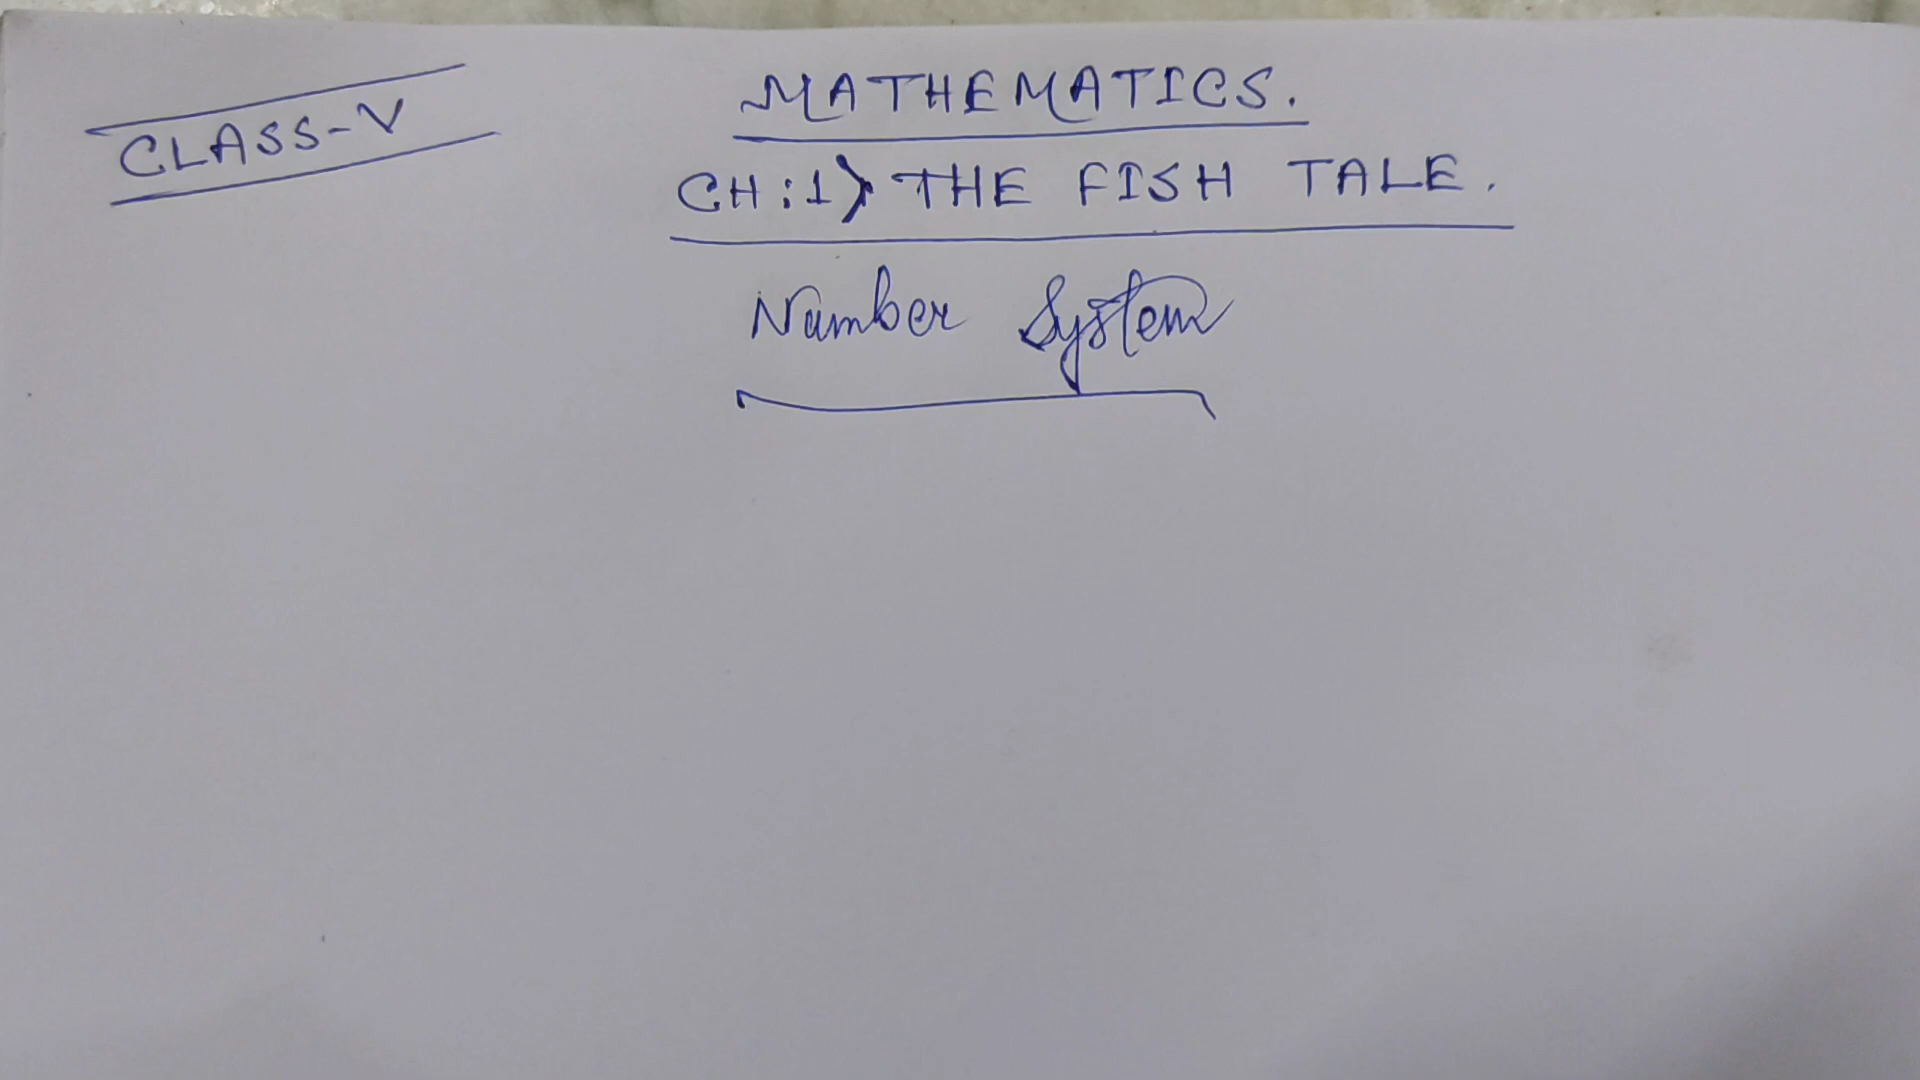 CLASS-V
MATHEMATICS.
CH:1> THE FISH TALE.
Number System